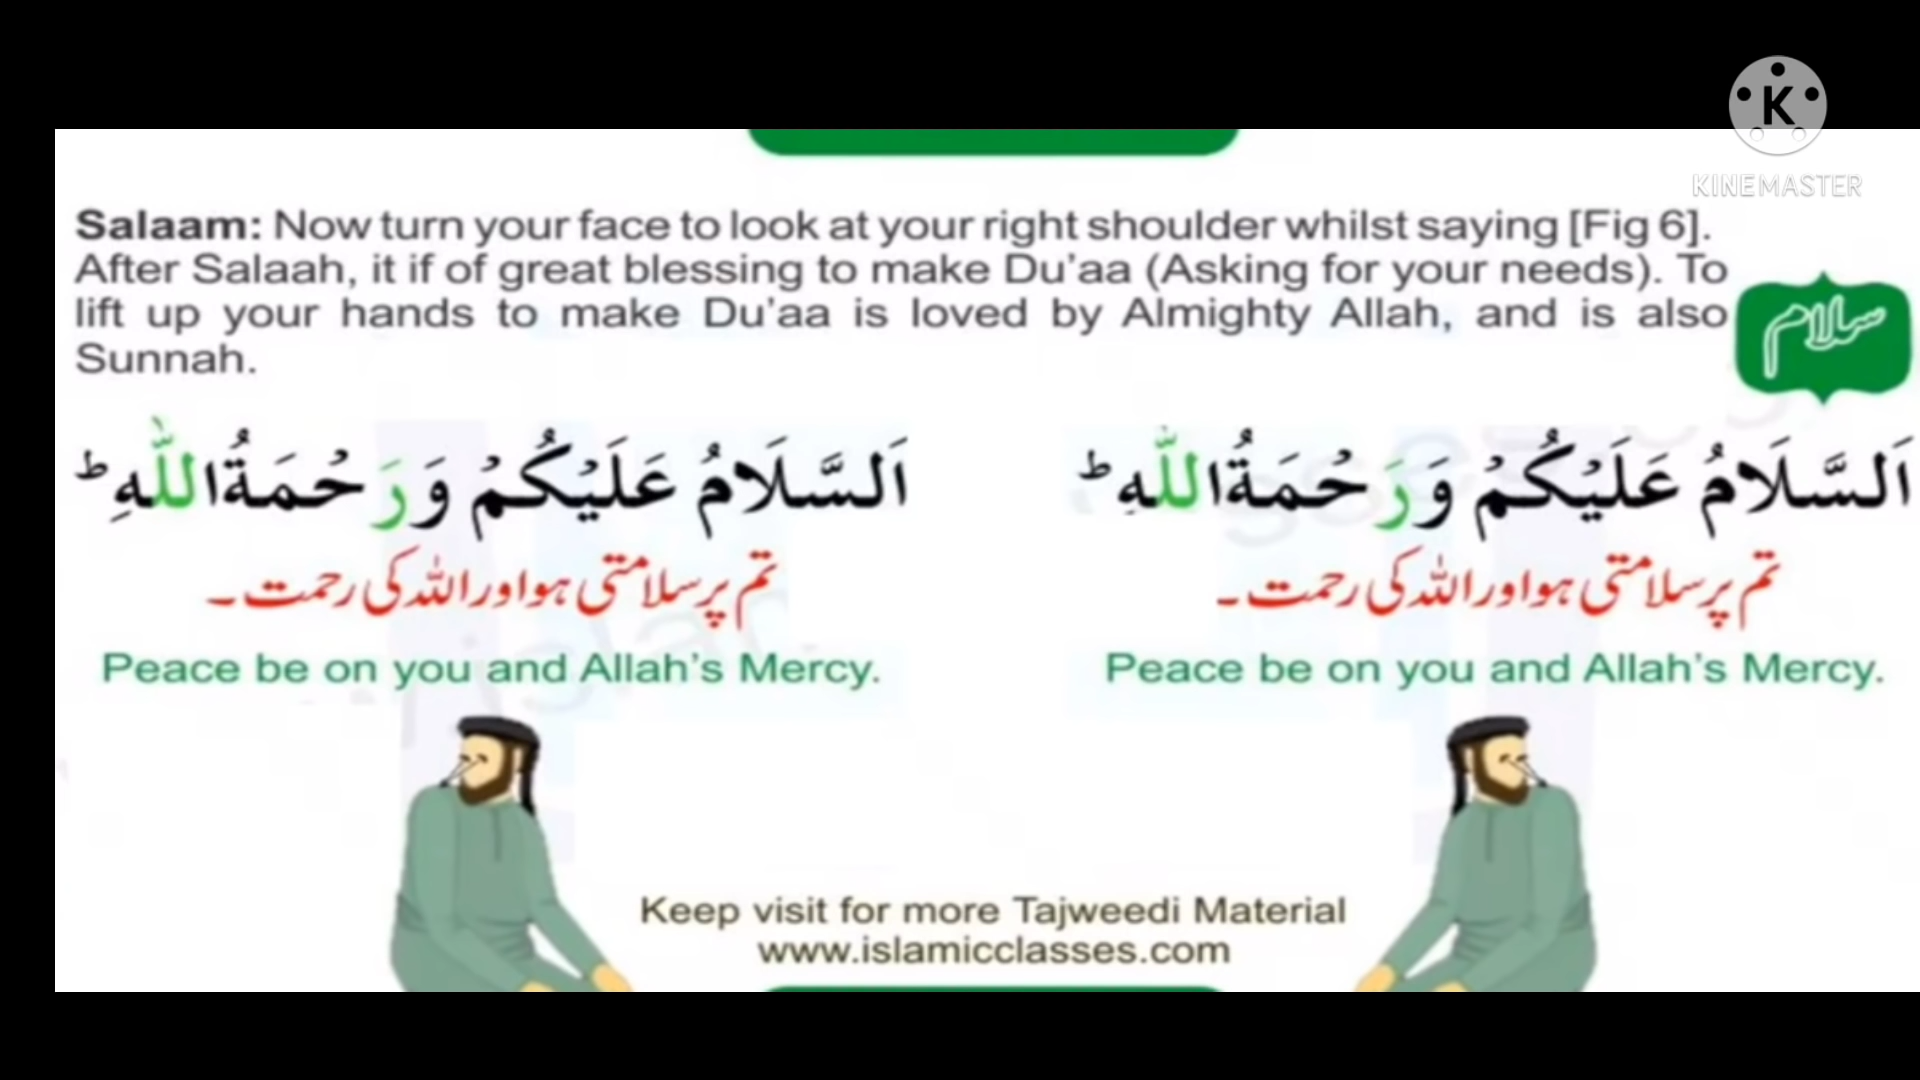 KINEMASTER
Salaam: Now turn your face to look at your right shoulder whilst saying [Fig 6].
After Salaah, it if of great blessing to make Du'aa (Asking for your needs). To
lift up your hands to make Du'aa is loved by Almighty Allah, and is also
Sunnah.
سلام
اَلسَّلَامُ عَلَيْكُمْ وَرَحْمَةُاللّٰهِ ؕ
اَلسَّلَامُ عَلَيْكُمْ وَرَحْمَةُاللّٰهِ ؕ
تم پر سلامتی ہو اور اللہ کی رحمت۔
تم پر سلامتی ہو اور اللہ کی رحمت۔
Peace be on you and Allah's Mercy.
Peace be on you and Allah's Mercy.
Keep visit for more Tajweedi Material
www.islamicclasses.com